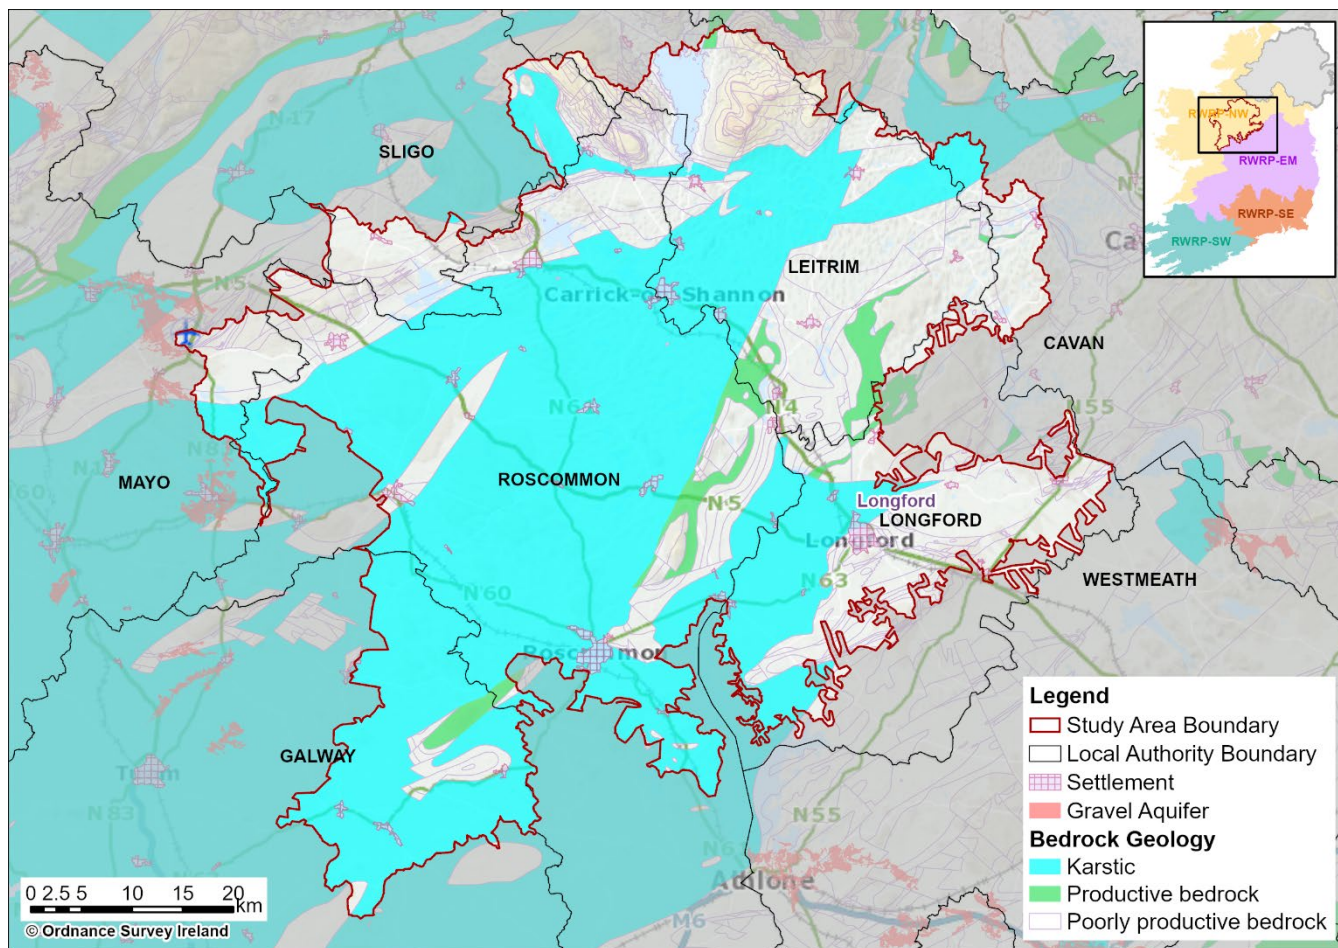 N17
N87
SLIGO
RWRP-NW
RWRP-EM
RWRP-SE
RWRP-SW
N5
LEITRIM
Carrick-on Shannon
CAVAN
N4
N55
MAYO
ROSCOMMON
N5
Longford
LONGFORD
Longford
WESTMEATH
N63
N60
Roscommon
GALWAY
N83
N55
Athlone
M6
Legend
Study Area Boundary
Local Authority Boundary
Settlement
Gravel Aquifer
Bedrock Geology
Karstic
Productive bedrock
Poorly productive bedrock
0 2.5 5 10 15 20
km
© Ordnance Survey Ireland